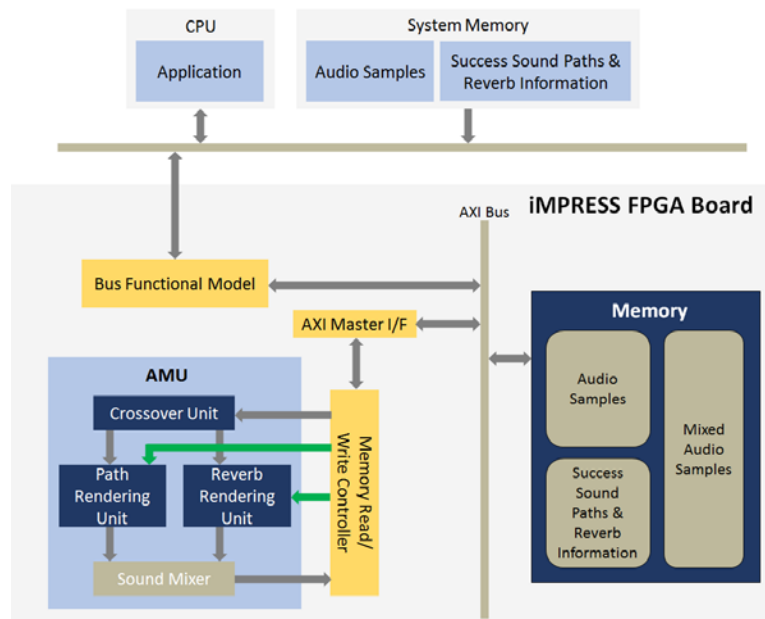 CPU
Application
System Memory
Audio Samples
Success Sound Paths &
Reverb Information
iMPRESS FPGA Board
AXI Bus
Bus Functional Model
AXI Master I/F
AMU
Crossover Unit
Path
Rendering
Unit
Reverb
Rendering
Unit
Sound Mixer
Memory Read/
Write Controller
Memory
Audio
Samples
Success
Sound
Paths &
Reverb
Information
Mixed
Audio
Samples